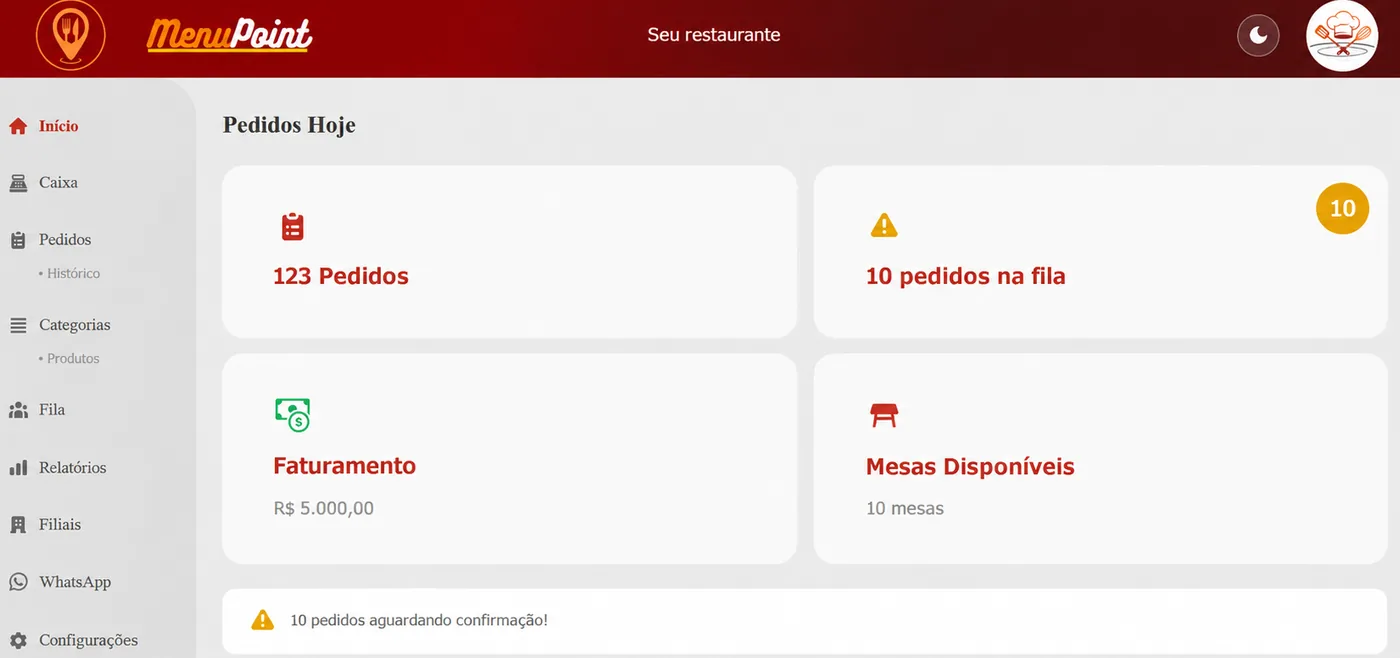 MenuPoint
Seu restaurante
Início
Caixa
Pedidos
• Histórico
Categorias
• Produtos
Fila
Relatórios
Filiais
WhatsApp
Configurações
Pedidos Hoje
123 Pedidos
10
10 pedidos na fila
Faturamento
R$ 5.000,00
Mesas Disponíveis
10 mesas
10 pedidos aguardando confirmação!